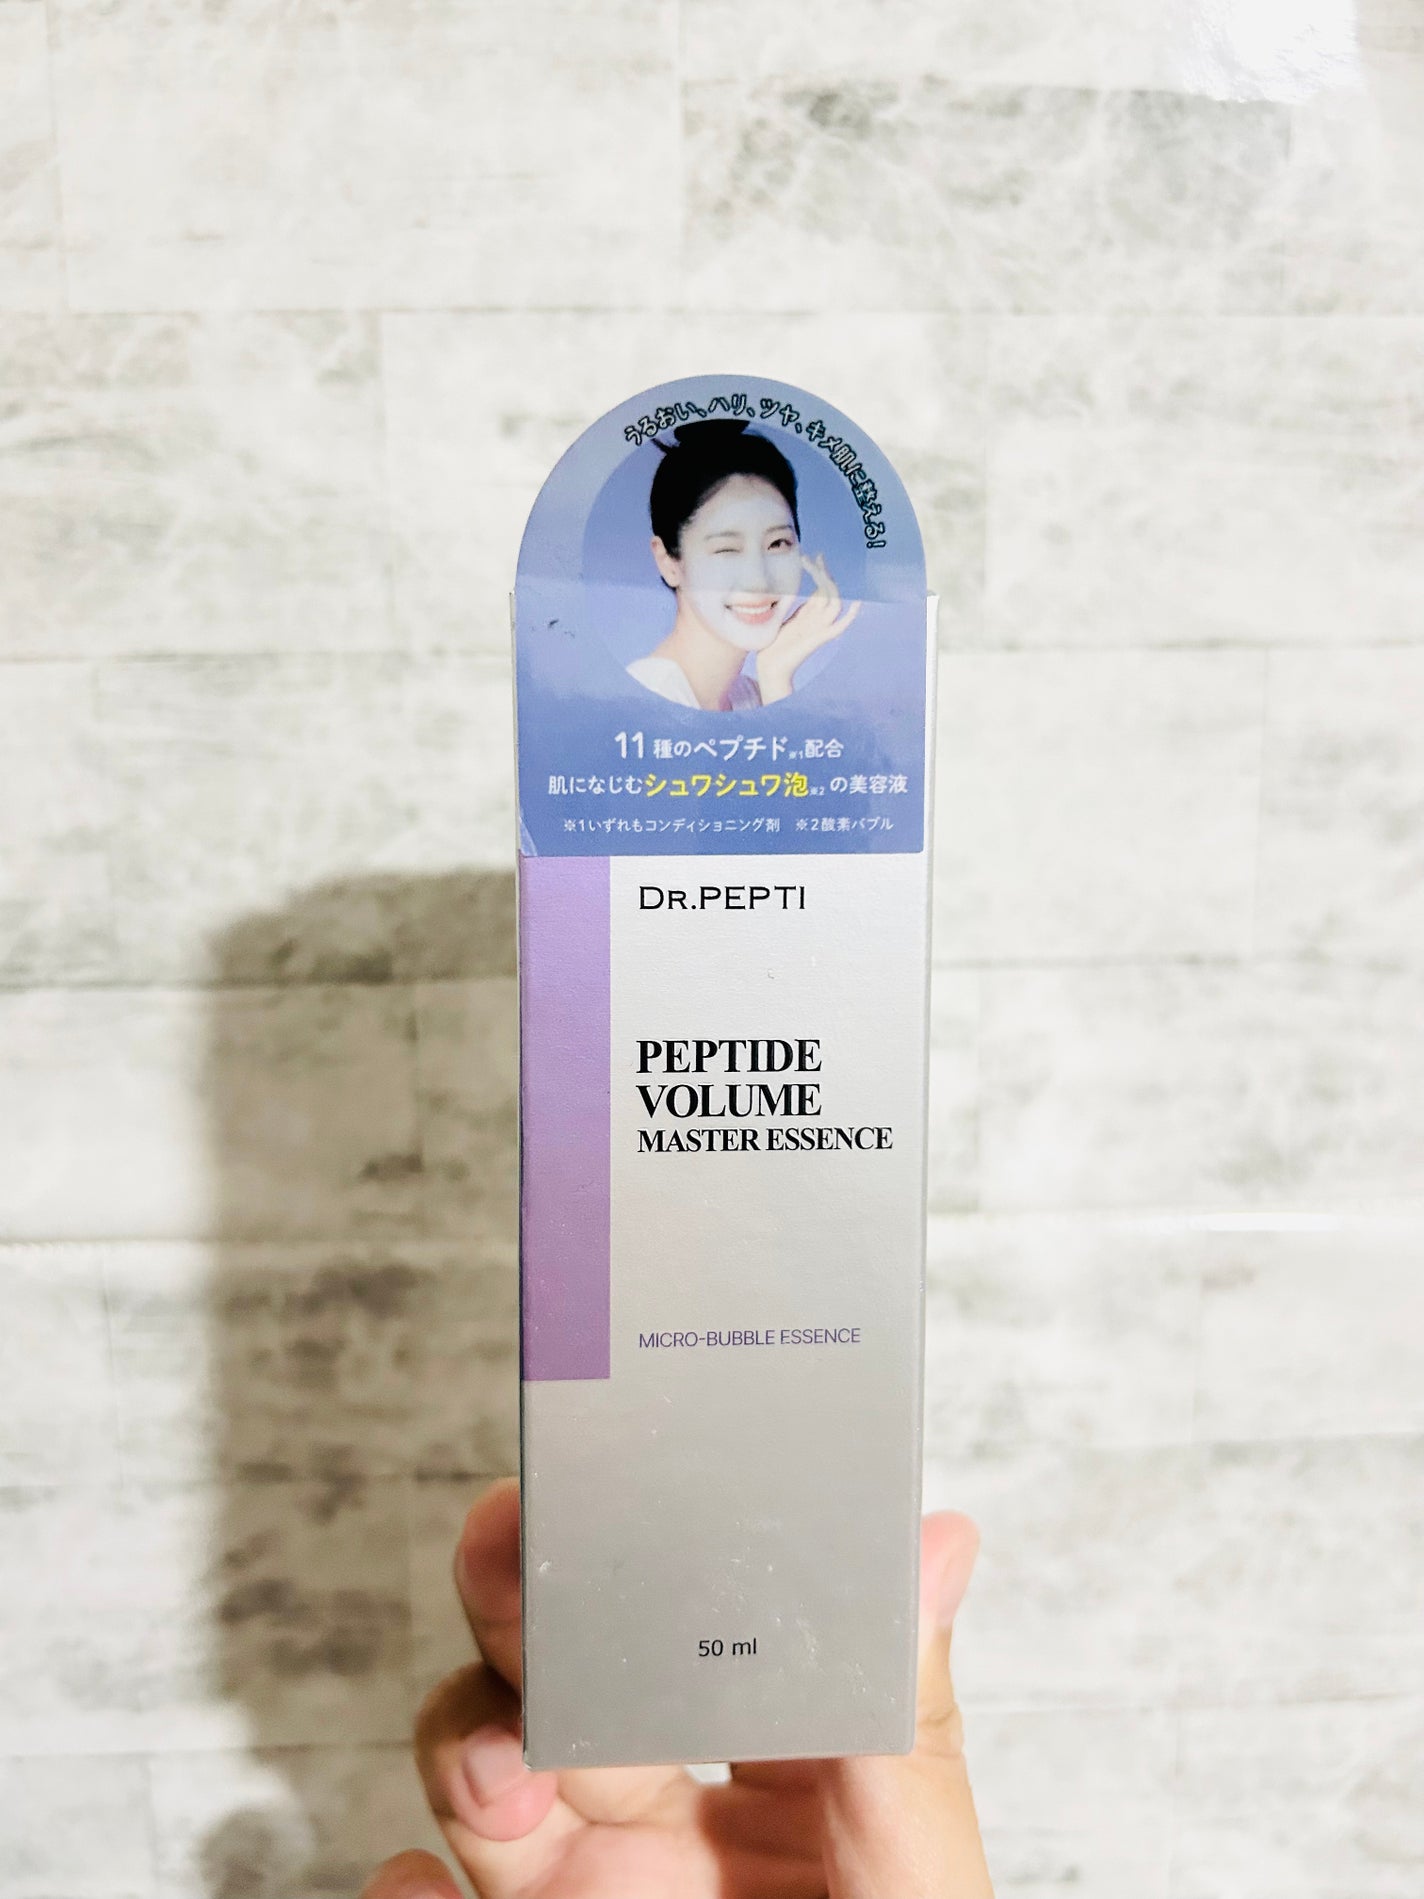 うるおい、ハリ、ツヤ、キメ肌に整える!
11種のペプチド※1配合
肌になじむシュワシュワ泡※2の美容液
※1いずれもコンディショニング剤 ※2酸素バブル
DR.PEPTI
PEPTIDE
VOLUME
MASTER ESSENCE
MICRO-BUBBLE ESSENCE
50 ml